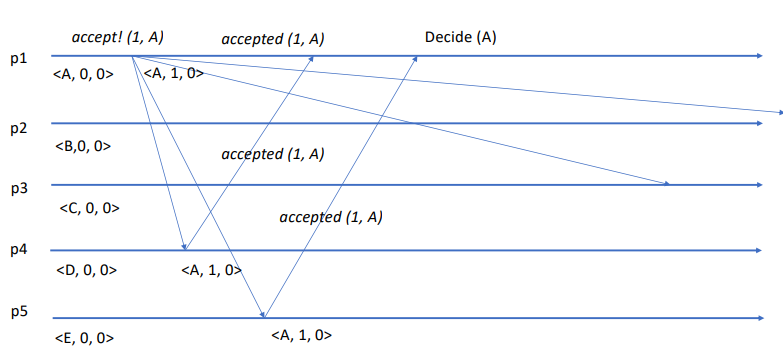 accept! (1, A)
accepted (1, A)
Decide (A)
p1
<A, 0, 0>
<A, 1, 0>
p2
<B,0, 0>
accepted (1, A)
p3
<C, 0, 0>
accepted (1, A)
p4
<D, 0, 0>
<A, 1, 0>
p5
<E, 0, 0>
<A, 1, 0>